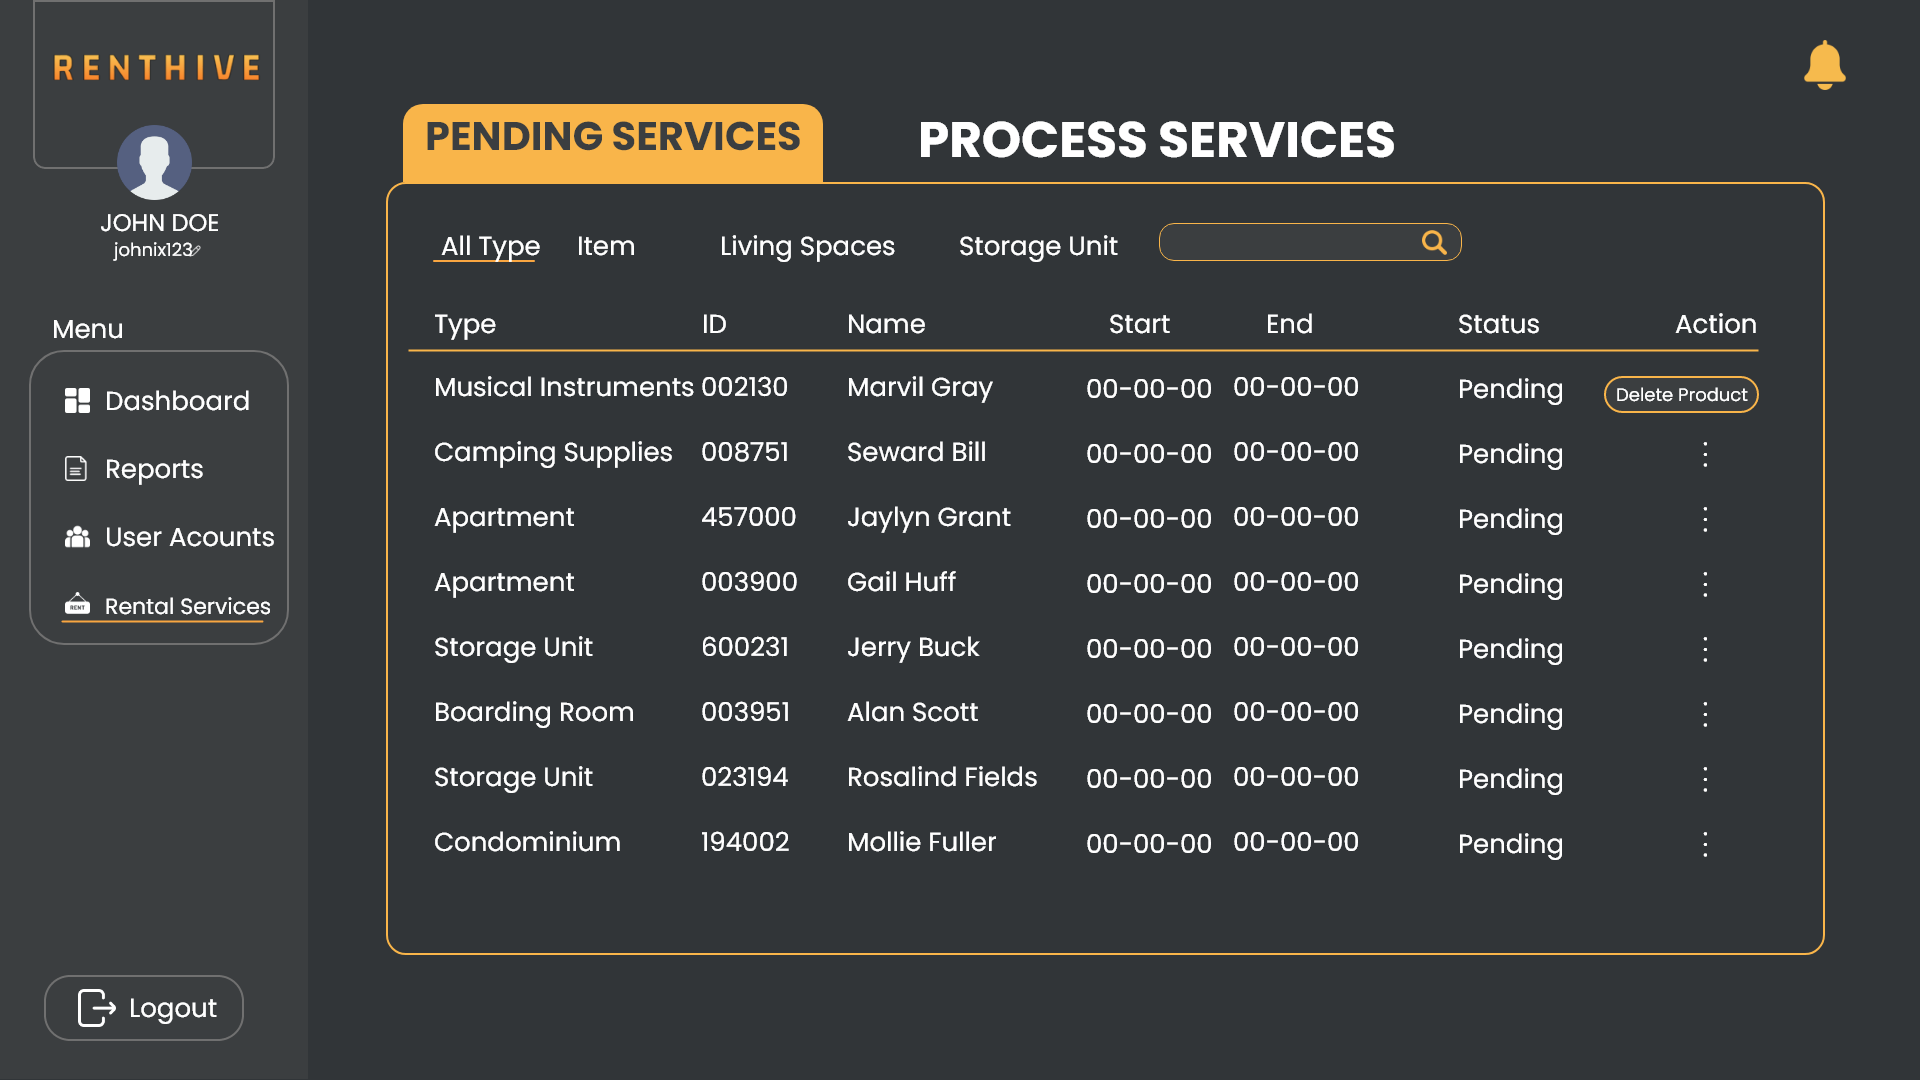 RENTHIVE
JOHN DOE
johnix123
Menu
Dashboard
Reports
User Acounts
RENT
Rental Services
Logout
PENDING SERVICES
PROCESS SERVICES
All Type Item Living Spaces Storage Unit
Type ID Name Start End Status Action
Musical Instruments 002130 Marvil Gray 00-00-00 00-00-00 Pending Delete Product
Camping Supplies 008751 Seward Bill 00-00-00 00-00-00 Pending
Apartment 457000 Jaylyn Grant 00-00-00 00-00-00 Pending
Apartment 003900 Gail Huff 00-00-00 00-00-00 Pending
Storage Unit 600231 Jerry Buck 00-00-00 00-00-00 Pending
Boarding Room 003951 Alan Scott 00-00-00 00-00-00 Pending
Storage Unit 023194 Rosalind Fields 00-00-00 00-00-00 Pending
Condominium 194002 Mollie Fuller 00-00-00 00-00-00 Pending